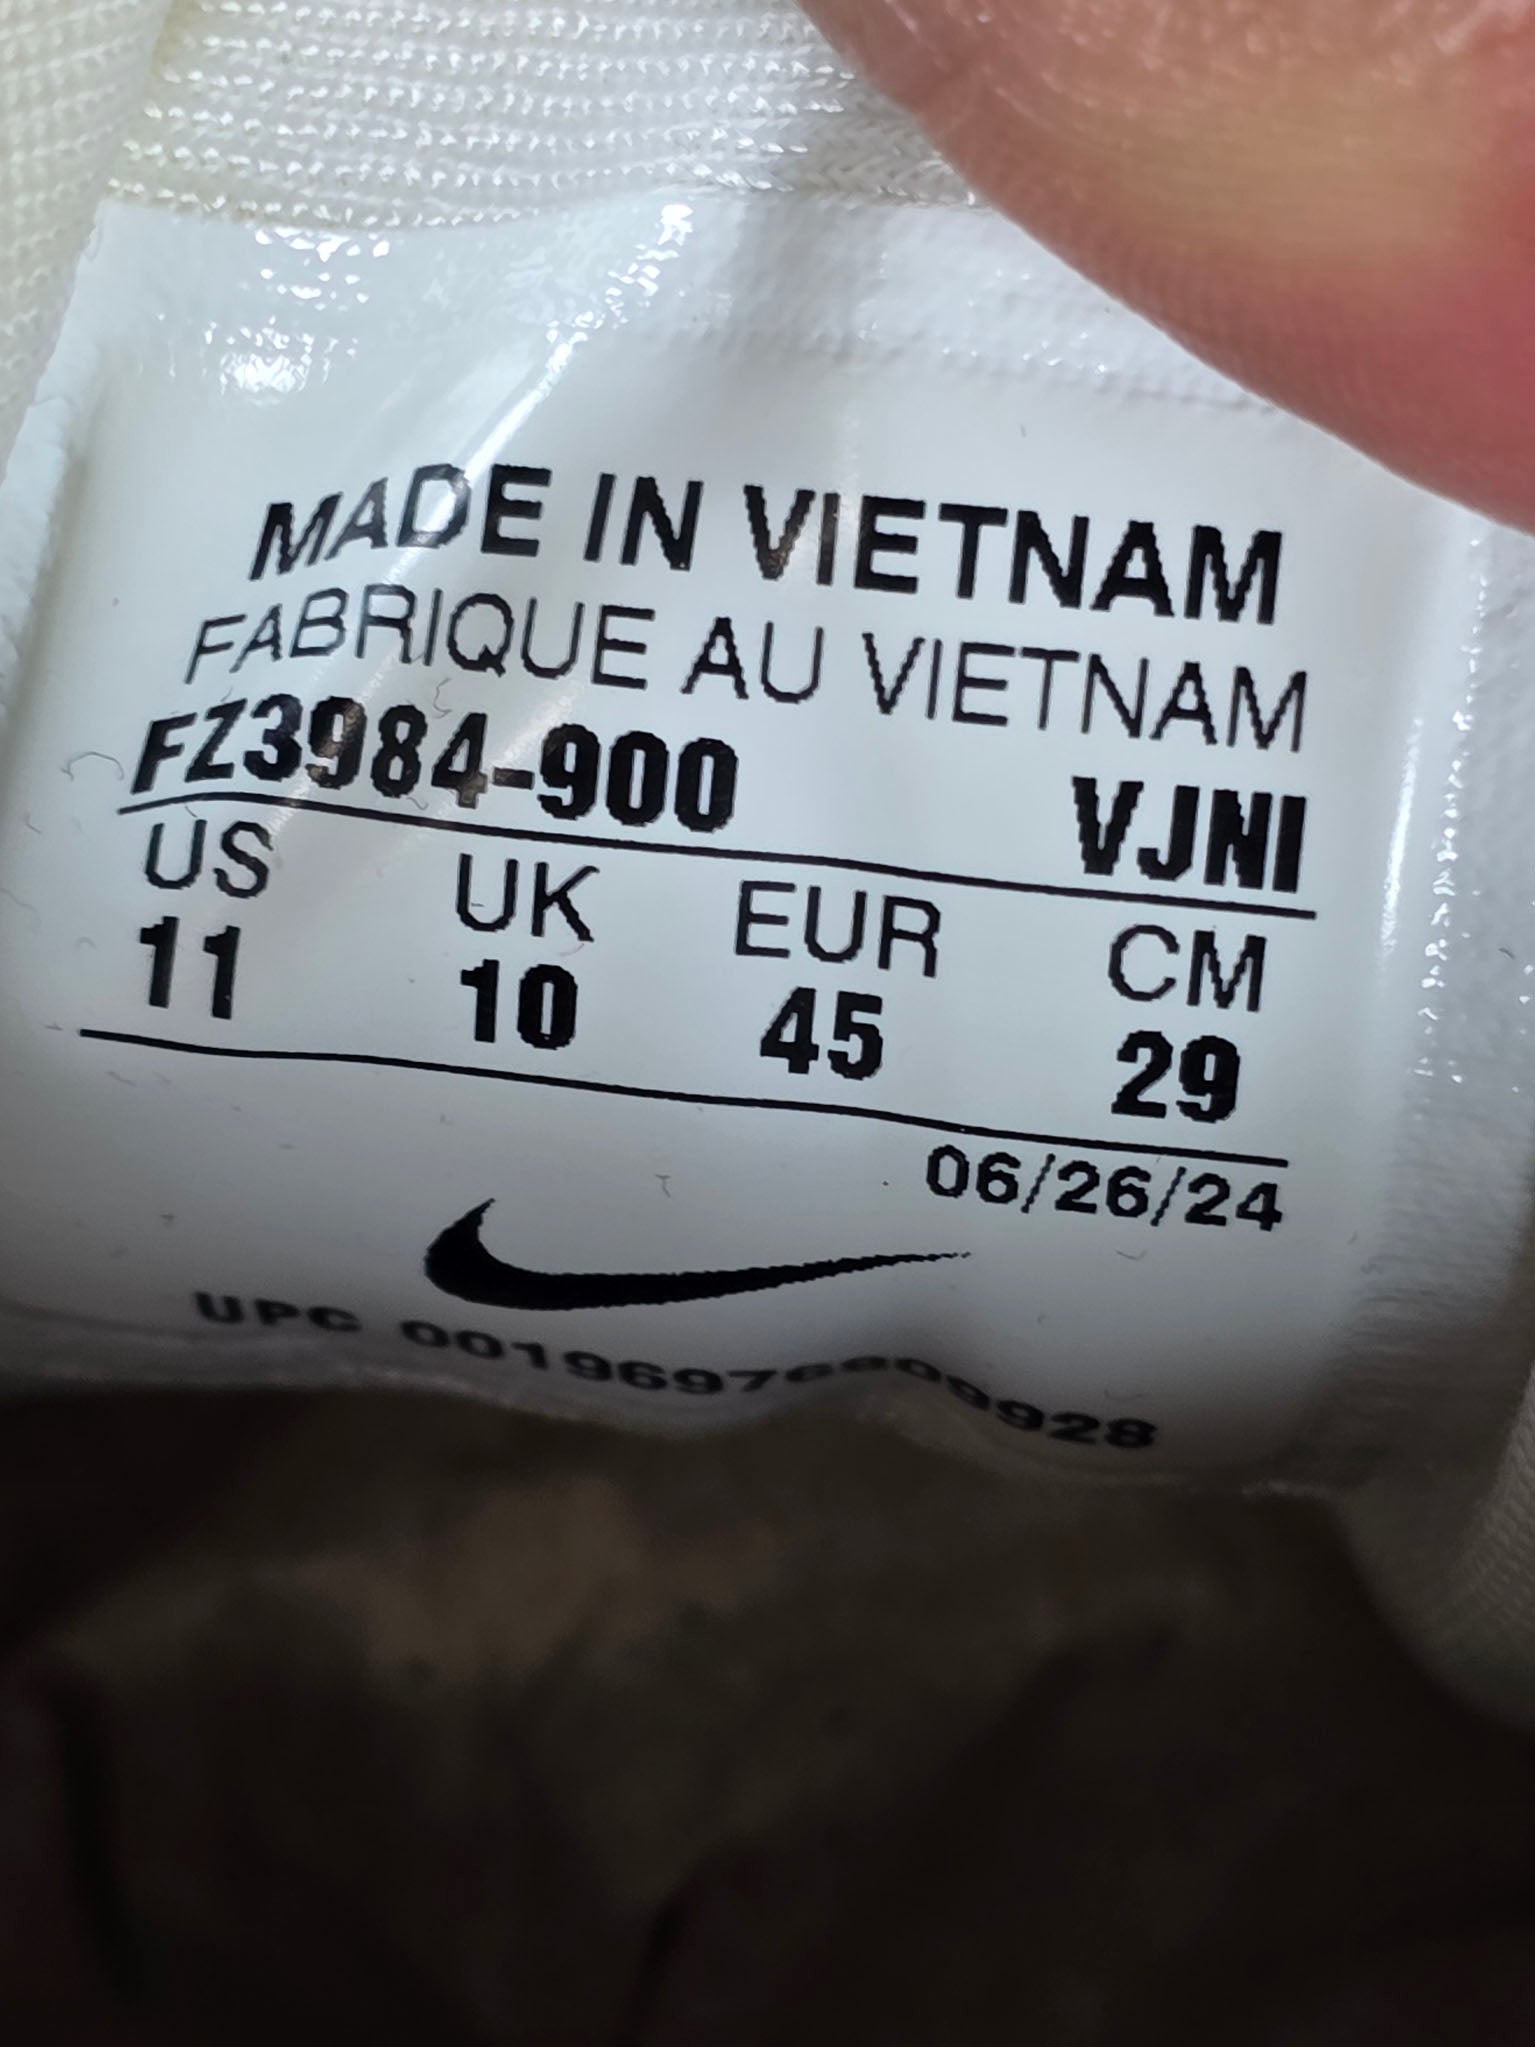 MADE IN VIETNAM
FABRIQUE AU VIETNAM
FZ3984-900 VJNI
US UK EUR CM
11 10 45 29
06/26/24
UPC